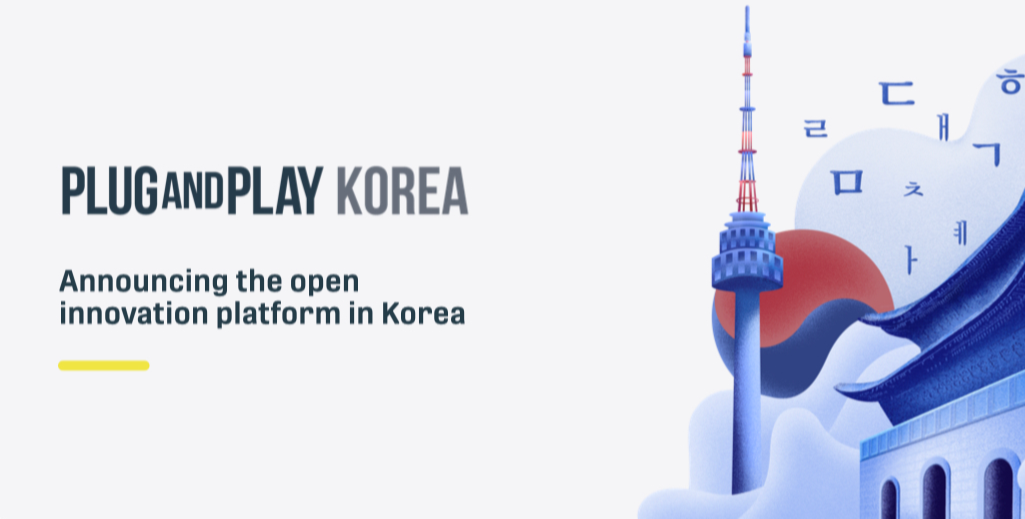 PLUGANDPLAY KOREA
Announcing the open
innovation platform in Korea
ㅎ
ㄷ
ㄹ
ㅐ
ㄱ
ㅁ
ㅊ
ㅖ
ㅏ